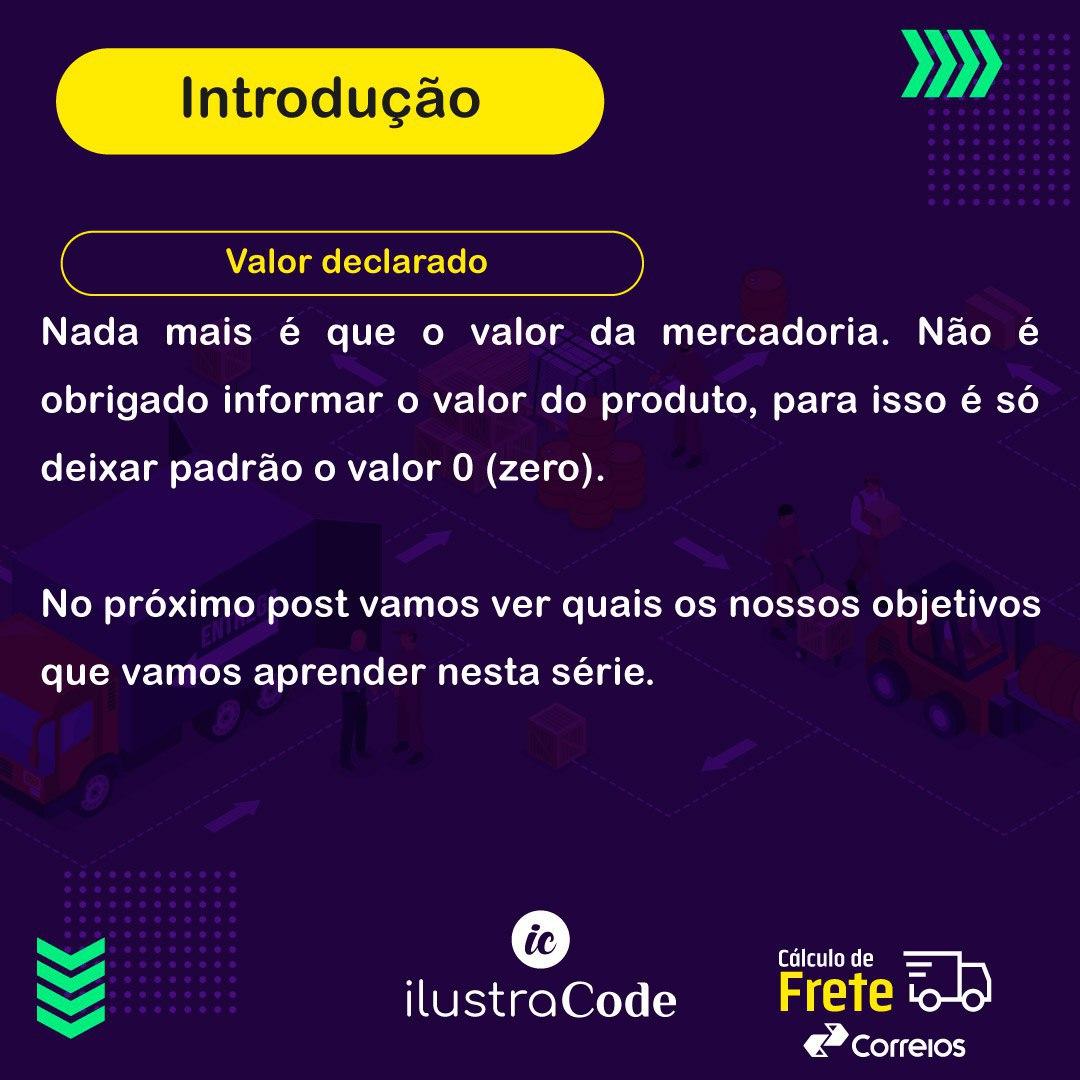 Introdução
Valor declarado
Nada mais é que o valor da mercadoria. Não é
obrigado informar o valor do produto, para isso é só
deixar padrão o valor 0 (zero).
No próximo post vamos ver quais os nossos objetivos
que vamos aprender nesta série.
ic
ilustraCode
Cálculo de
Frete
Correios